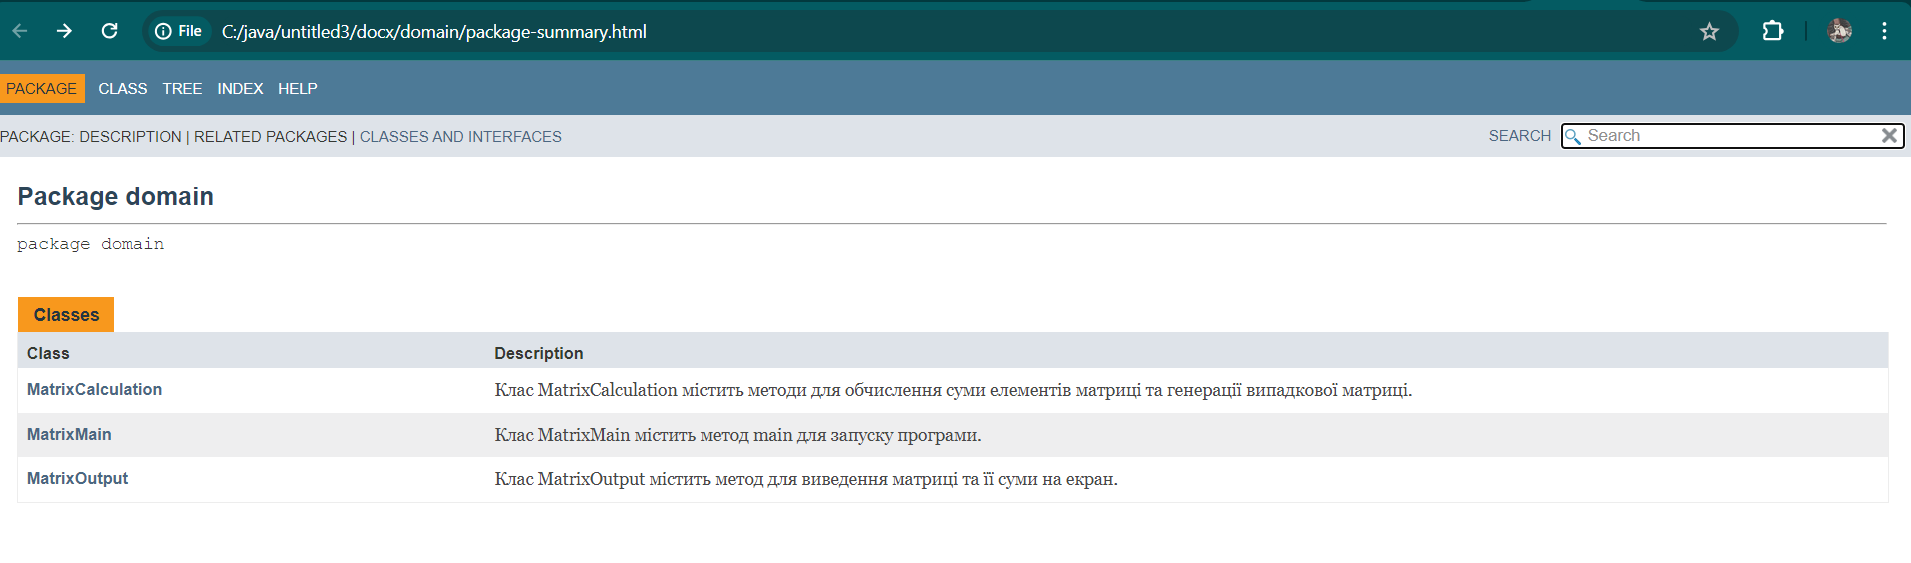 File C:/java/untitled3/docx/domain/package-summary.html
PACKAGE CLASS TREE INDEX HELP
PACKAGE: DESCRIPTION | RELATED PACKAGES | CLASSES AND INTERFACES SEARCH Search
Package domain
package domain
Classes
Class Description
MatrixCalculation Клас MatrixCalculation містить методи для обчислення суми елементів матриці та генерації випадкової матриці.
MatrixMain Клас MatrixMain містить метод main для запуску програми.
MatrixOutput Клас MatrixOutput містить метод для виведення матриці та її суми на екран.